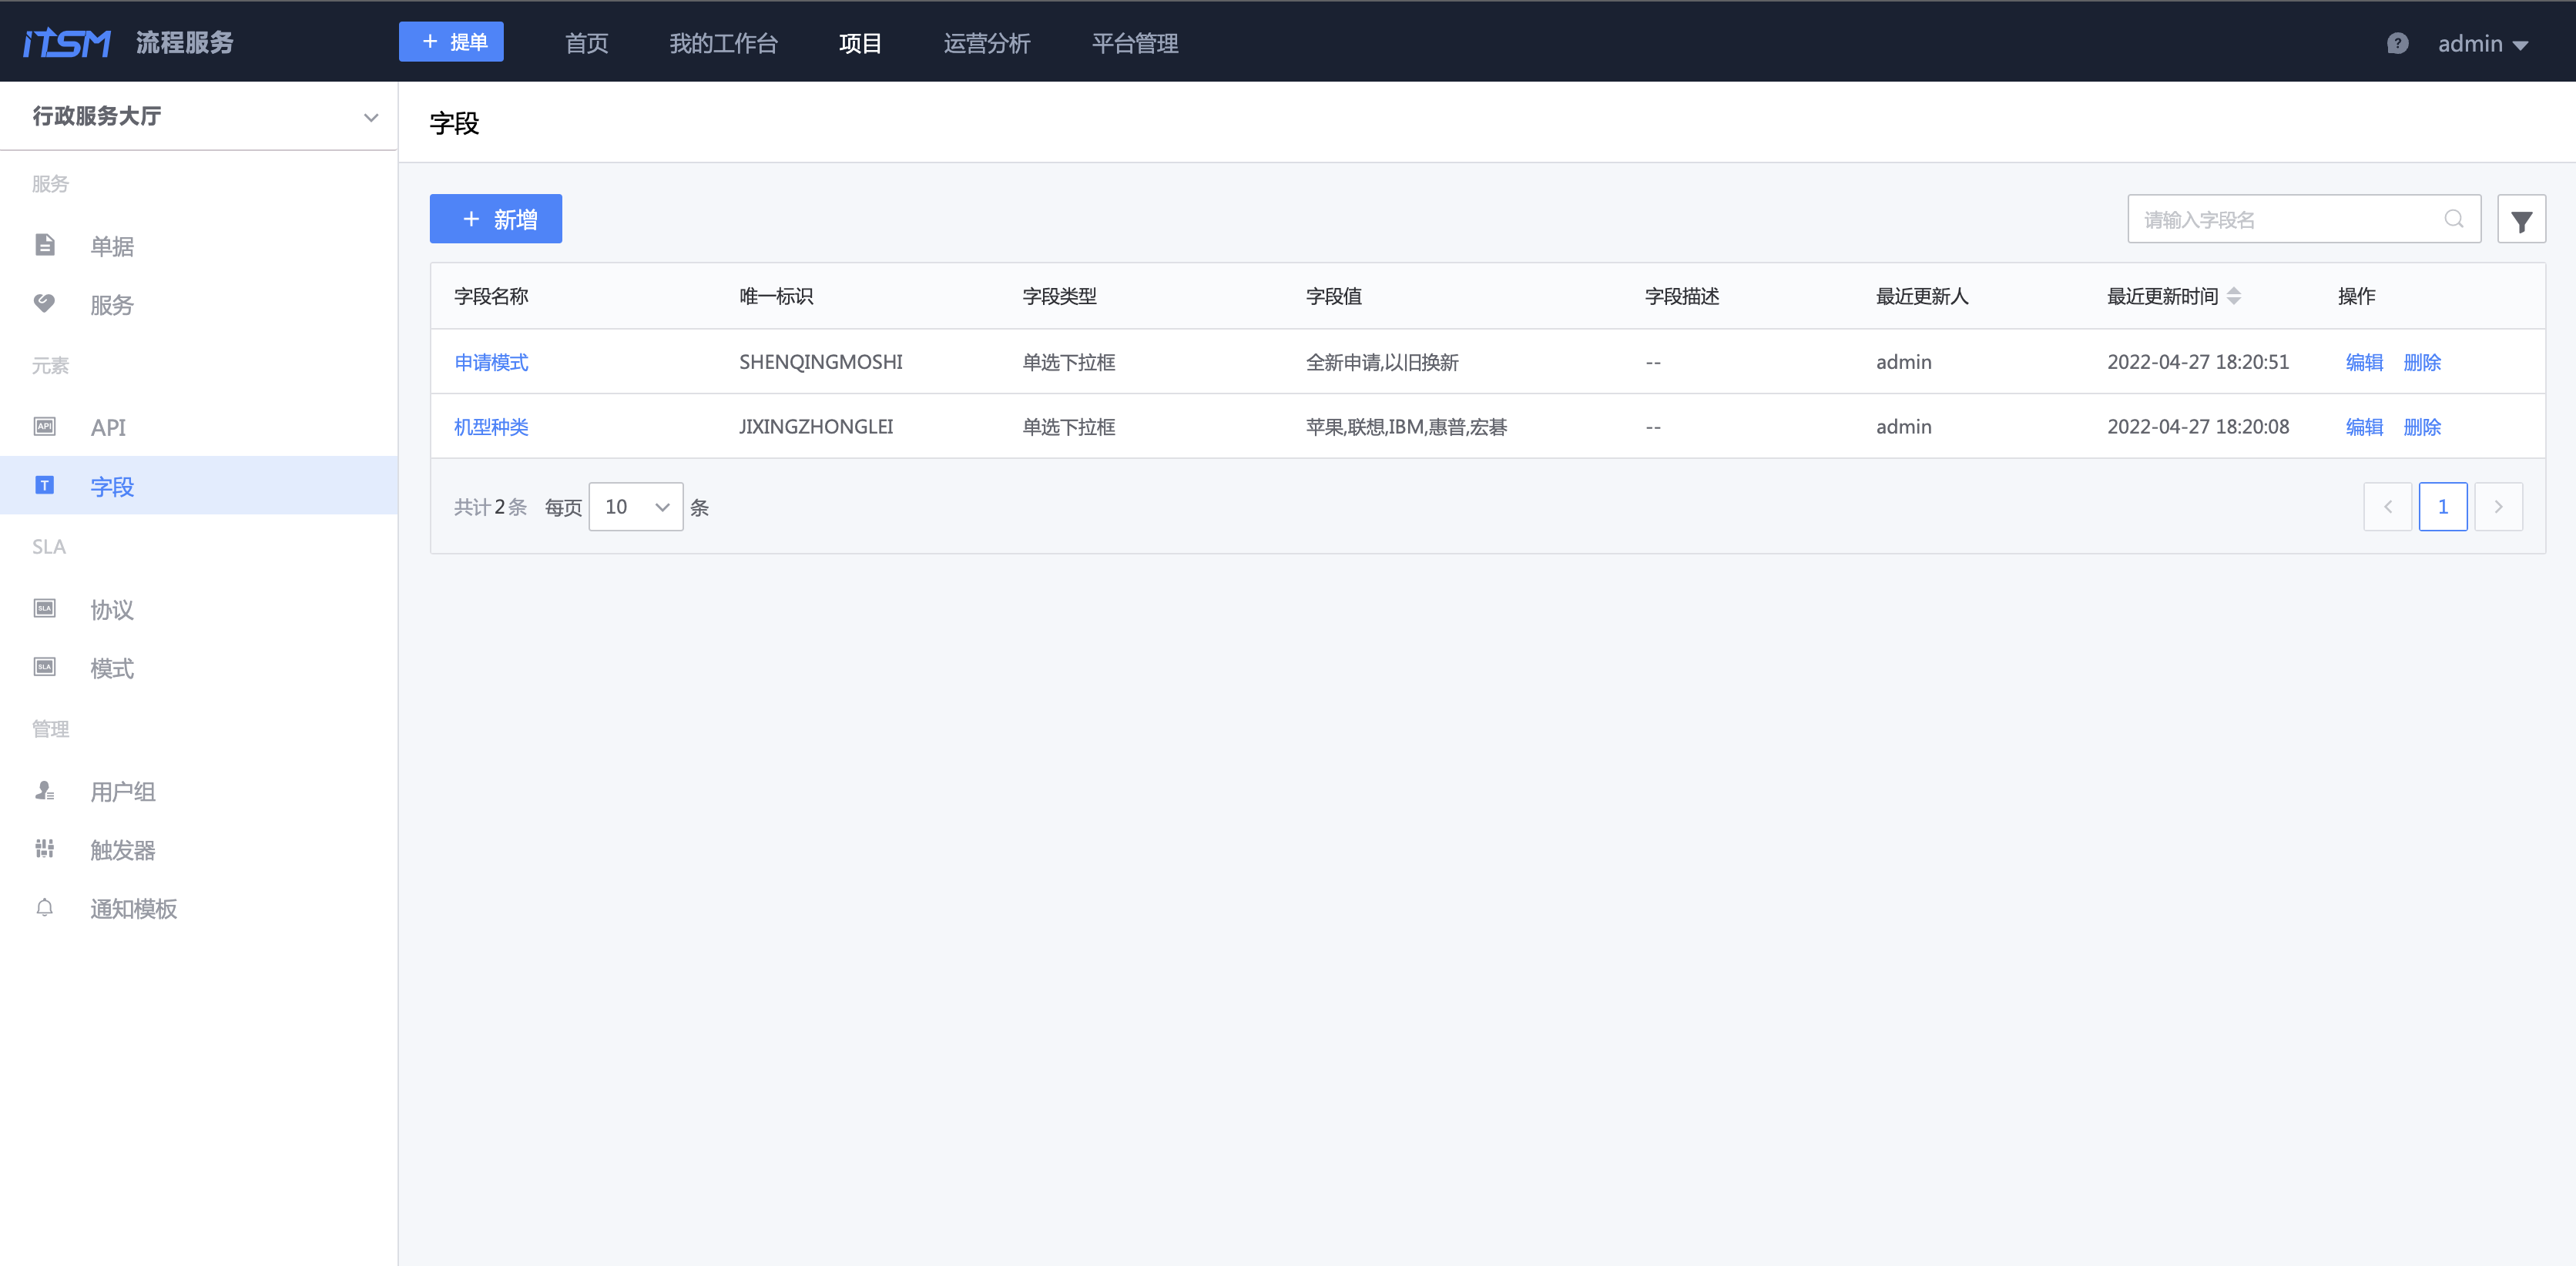 ITSM 流程服务
+ 提单 首页 我的工作台 项目 运营分析 平台管理
? admin
行政服务大厅
服务
单据
服务
元素
API API
T 字段
SLA
SLA 协议
SLA 模式
管理
用户组
触发器
通知模板
字段
+ 新增
请输入字段名
字段名称 唯一标识 字段类型 字段值 字段描述 最近更新人 最近更新时间 操作
申请模式 SHENQINGMOSHI 单选下拉框 全新申请,以旧换新 -- admin 2022-04-27 18:20:51 编辑 删除
机型种类 JIXINGZHONGLEI 单选下拉框 苹果,联想,IBM,惠普,宏碁 -- admin 2022-04-27 18:20:08 编辑 删除
共计2条 每页 10 条
1